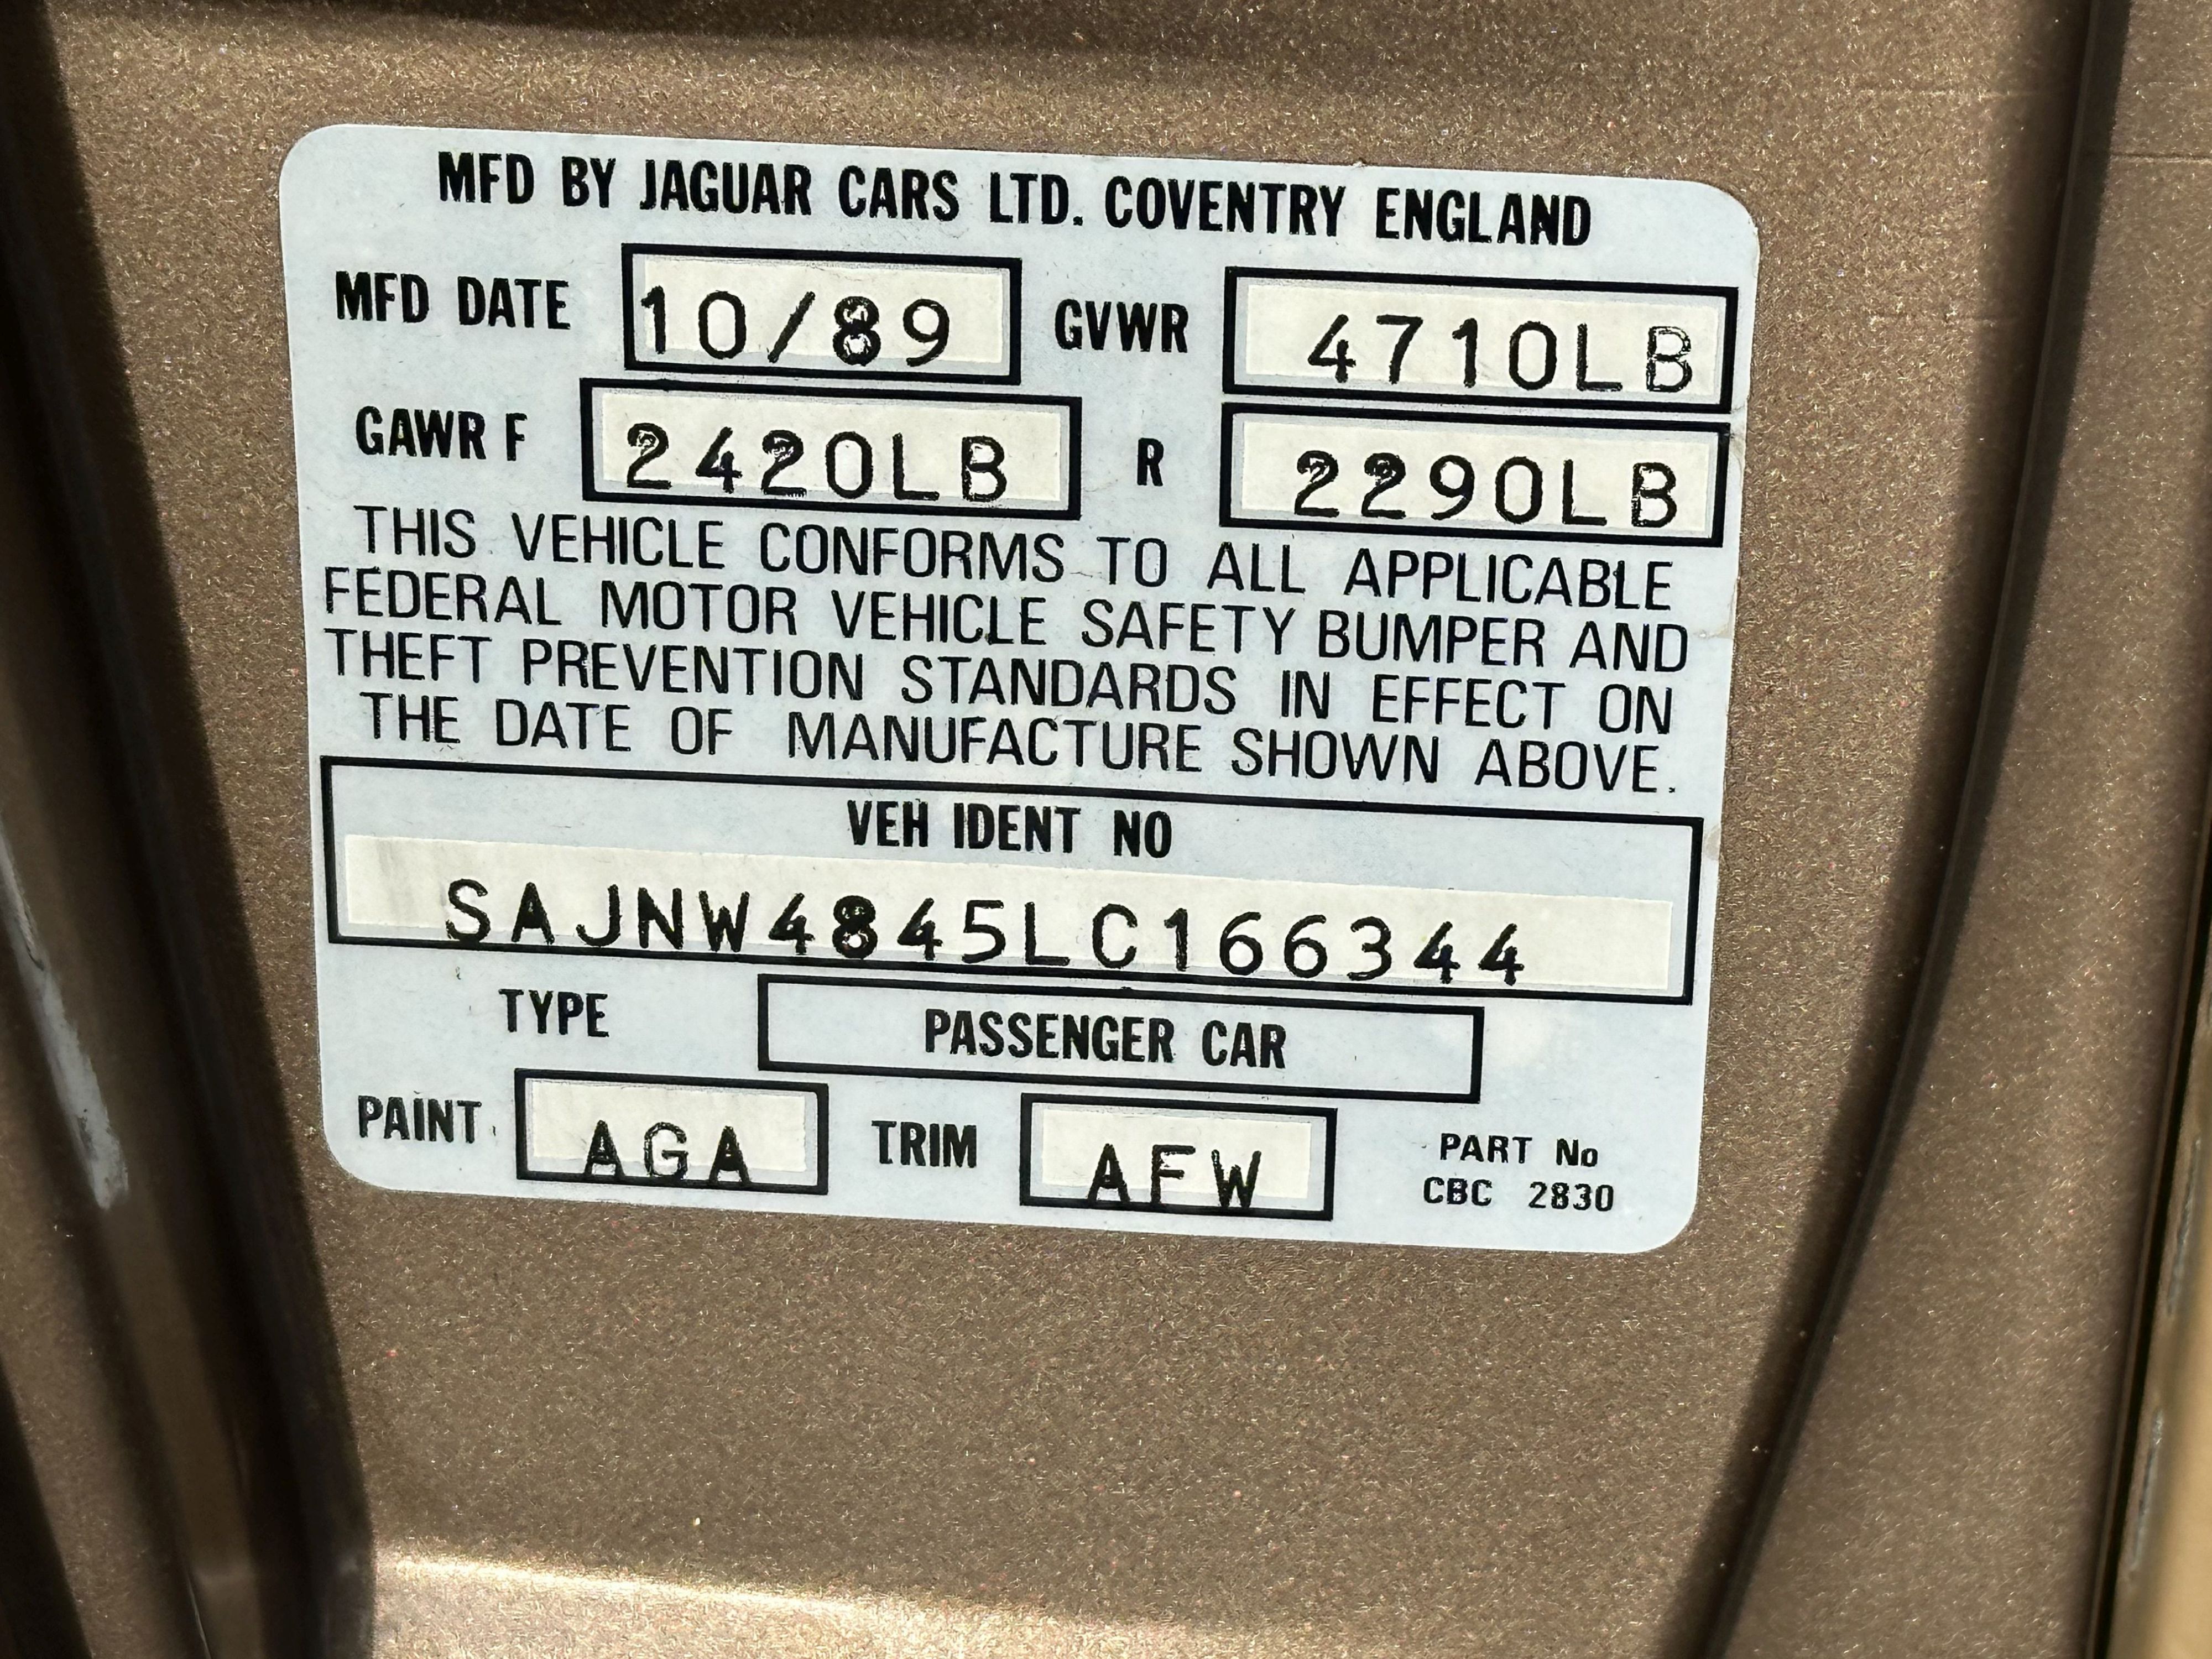 MFD BY JAGUAR CARS LTD. COVENTRY ENGLAND
MFD DATE 10/89 GVWR 4710LB
GAWR F 2420LB R 2290LB
THIS VEHICLE CONFORMS TO ALL APPLICABLE
FEDERAL MOTOR VEHICLE SAFETY BUMPER AND
THEFT PREVENTION STANDARDS IN EFFECT ON
THE DATE OF MANUFACTURE SHOWN ABOVE.
VEH IDENT NO
SAJNW4845LC166344
TYPE PASSENGER CAR
PAINT AGA TRIM AFW PART No
CBC 2830